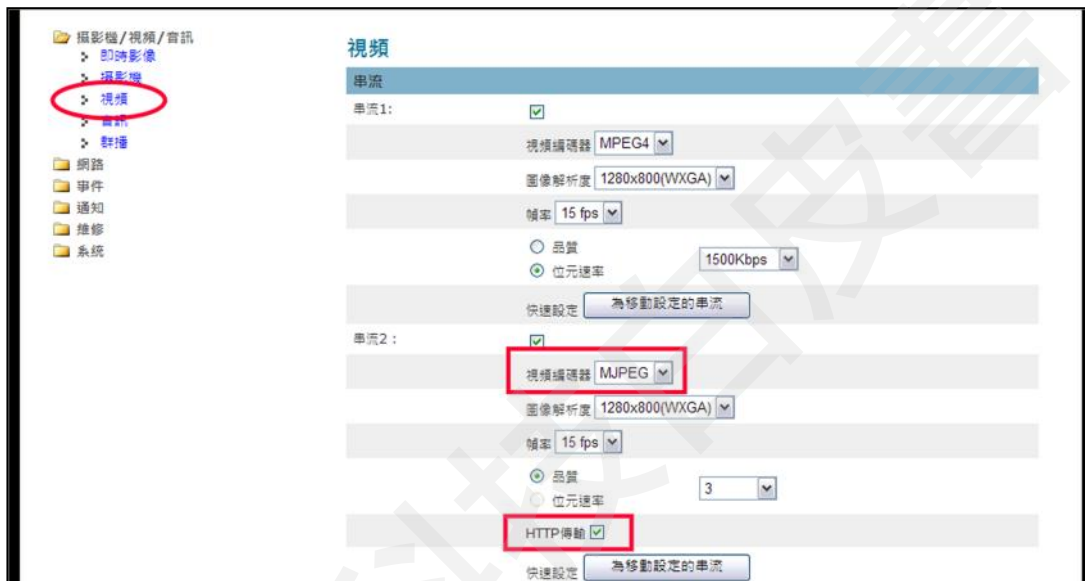 攝影機/視頻/音訊
即時影像
攝影機
視頻
音訊
群播
網路
事件
通知
維修
系統
視頻
串流
串流1:
視頻編碼器 MPEG4
圖像解析度 1280x800(WXGA)
幀率 15 fps
品質
位元速率
1500Kbps
快速設定 為移動設定的串流
串流2：
視頻編碼器 MJPEG
圖像解析度 1280x800(WXGA)
幀率 15 fps
品質
位元速率
3
HTTP傳輸
快速設定 為移動設定的串流
科技白皮書